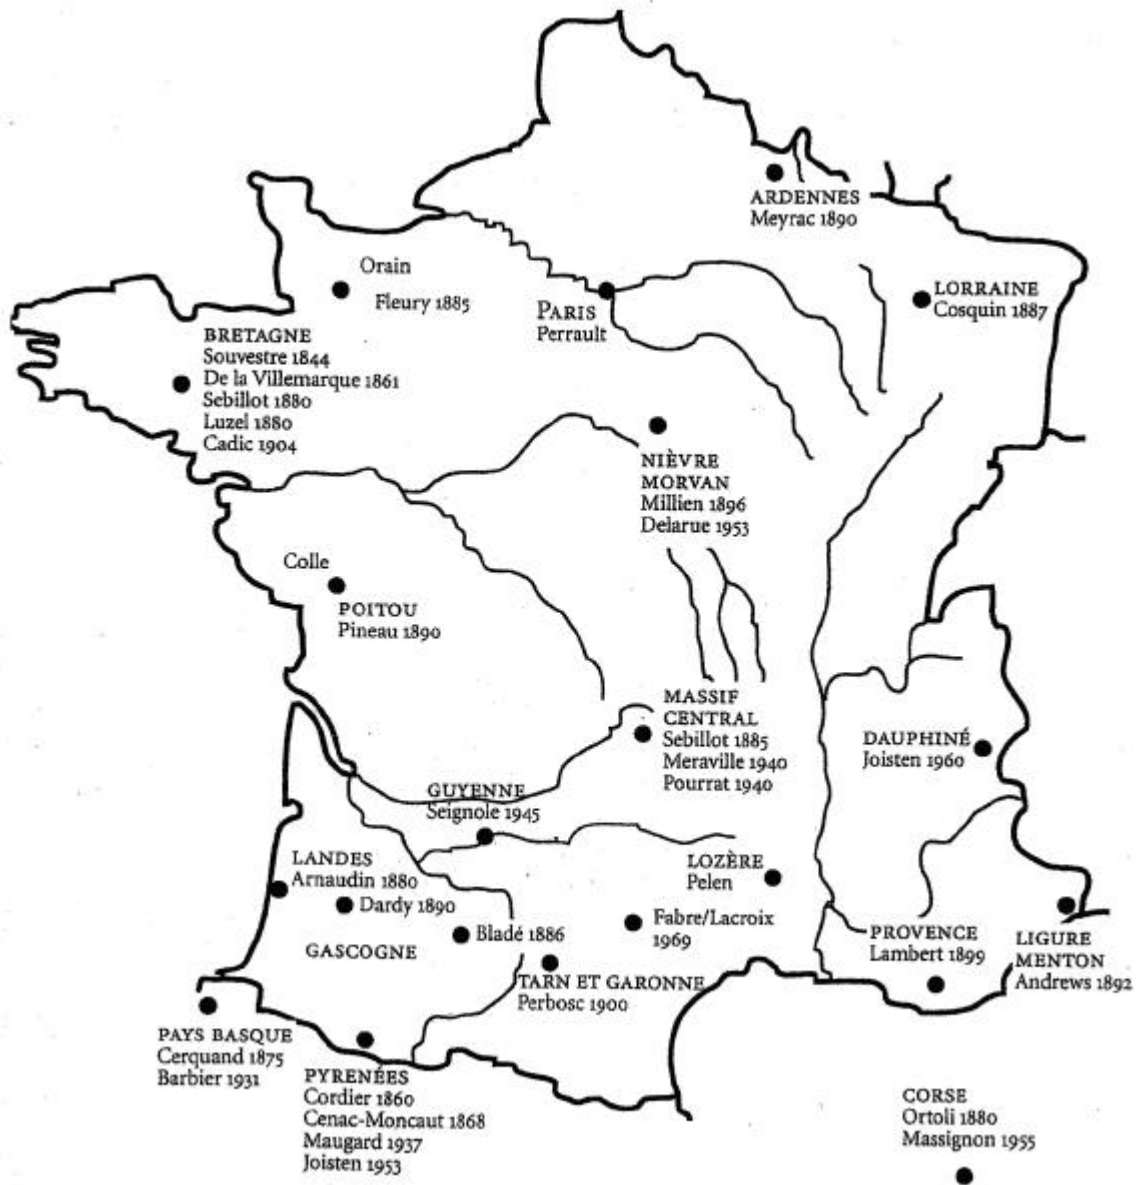 ARDENNES
Meyrac 1890
Orain
Fleury 1885
PARIS
Perrault
LORRAINE
Cosquin 1887
BRETAGNE
Souvestre 1844
De la Villemarque 1861
Sebillot 1880
Luzel 1880
Cadic 1904
NIÈVRE
MORVAN
Millien 1896
Delarue 1953
Colle
POITOU
Pineau 1890
MASSIF
CENTRAL
Sebillot 1885
Meraville 1940
Pourrat 1940
DAUPHINÉ
Joisten 1960
GUYENNE
Seignole 1945
LANDES
Arnaudin 1880
Dardy 1890
GASCOGNE
Bladé 1886
LOZÈRE
Pelen
Fabre/Lacroix
1969
TARN ET GARONNE
Perbosc 1900
PROVENCE
Lambert 1899
LIGURE
MENTON
Andrews 1892
PAYS BASQUE
Cerquand 1875
Barbier 1931
PYRENÉES
Cordier 1860
Cenac-Moncaut 1868
Maugard 1937
Joisten 1953
CORSE
Ortoli 1880
Massignon 1955